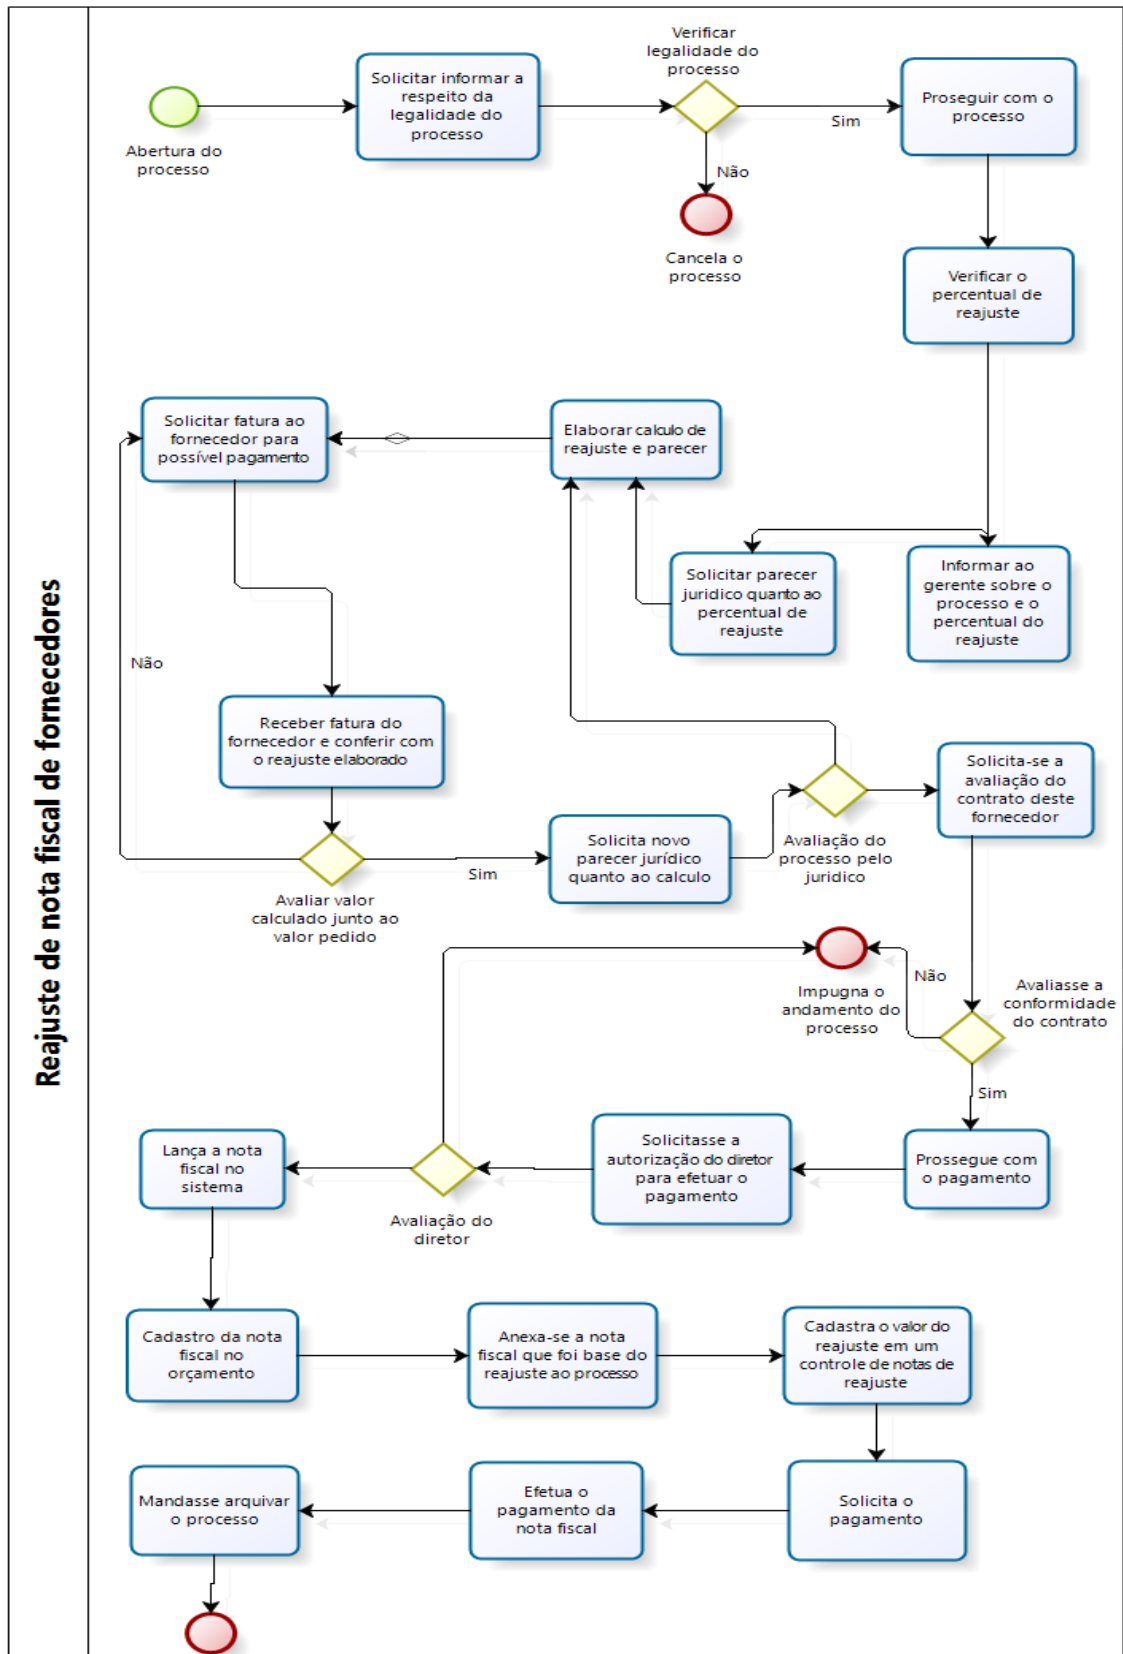 Reajuste de nota fiscal de fornecedores
Abertura do
processo
Solicitar informar a
respeito da
legalidade do
processo
Verificar
legalidade do
processo
Sim
Não
Cancela o
processo
Proseguir com o
processo
Verificar o
percentual de
reajuste
Informar ao
gerente sobre o
processo e o
percentual do
reajuste
Solicitar parecer
juridico quanto ao
percentual de
reajuste
Elaborar calculo de
reajuste e parecer
Solicitar fatura ao
fornecedor para
possível pagamento
Não
Receber fatura do
fornecedor e conferir com
o reajuste elaborado
Avaliar valor
calculado junto ao
valor pedido
Sim
Solicita novo
parecer jurídico
quanto ao calculo
Avaliação do
processo pelo
juridico
Solicita-se a
avaliação do
contrato deste
fornecedor
Avaliasse a
conformidade
do contrato
Não
Impugna o
andamento do
processo
Sim
Prossegue com
o pagamento
Solicitasse a
autorização do diretor
para efetuar o
pagamento
Avaliação do
diretor
Lança a nota
fiscal no
sistema
Cadastro da nota
fiscal no
orçamento
Anexa-se a nota
fiscal que foi base do
reajuste ao processo
Cadastra o valor do
reajuste em um
controle de notas de
reajuste
Solicita o
pagamento
Efetua o
pagamento da
nota fiscal
Mandasse arquivar
o processo